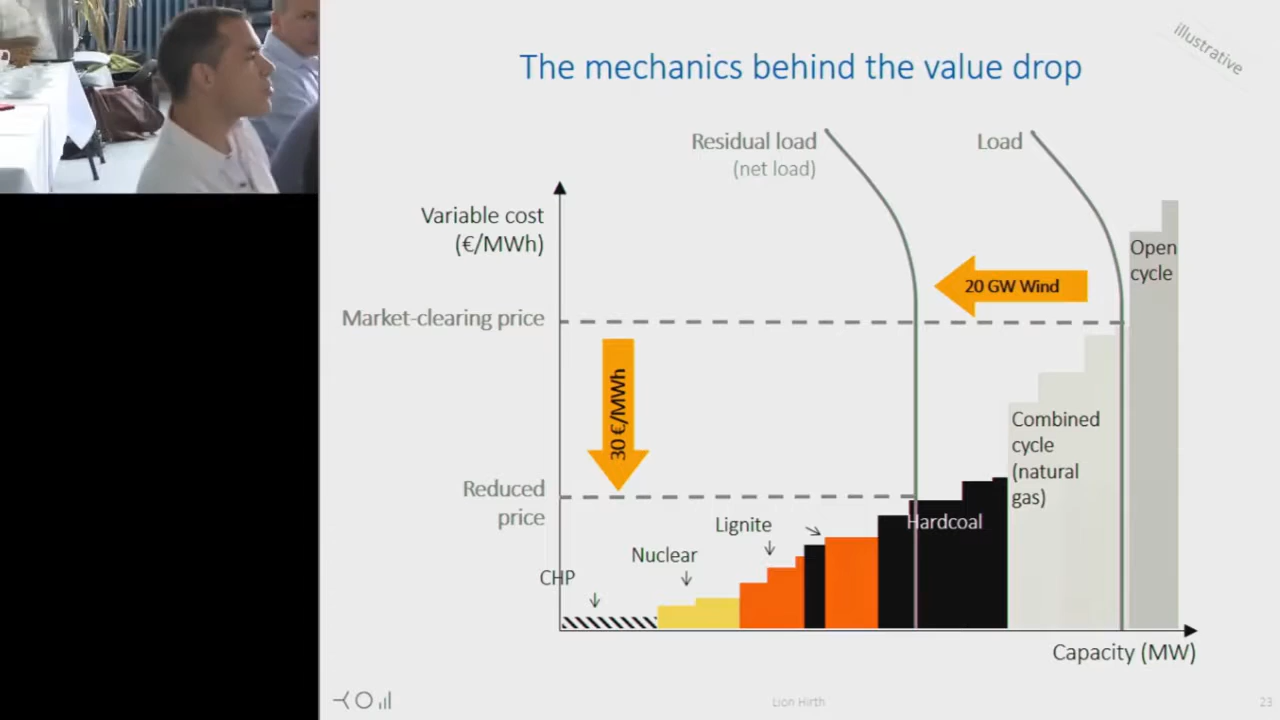 The mechanics behind the value drop
illustrative
Residual load
(net load)
Load
Variable cost
(€/MWh)
Open
cycle
20 GW Wind
Market-clearing price
30 €/MWh
Combined
cycle
(natural
gas)
Reduced
price
Lignite
Hardcoal
Nuclear
CHP
Capacity (MW)
Lion Hirth
23